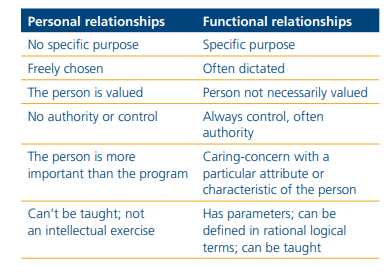 Personal relationships Functional relationships
No specific purpose Specific purpose
Freely chosen Often dictated
The person is valued Person not necessarily valued
No authority or control Always control, often
authority
The person is more Caring-concern with a
important than the program particular attribute or
characteristic of the person
Can't be taught; not Has parameters; can be
an intellectual exercise defined in rational logical
terms; can be taught